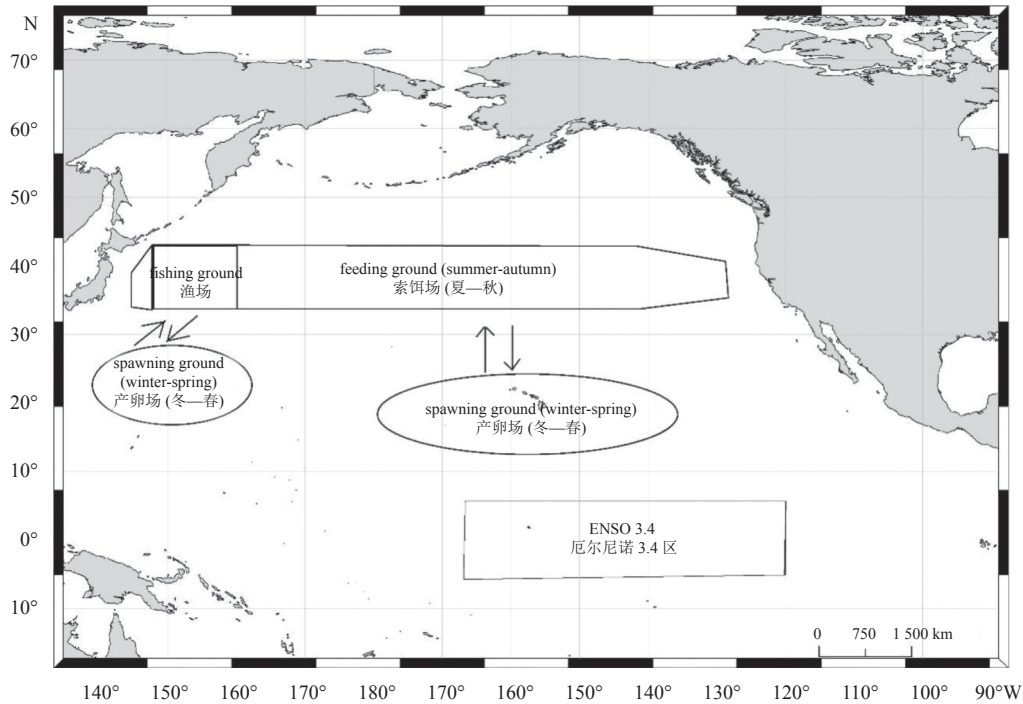 N
70°
60°
50°
40°
30°
20°
10°
0°
10°
fishing ground
渔场
feeding ground (summer-autumn)
索饵场 (夏—秋)
spawning ground
(winter-spring)
产卵场 (冬—春)
spawning ground (winter-spring)
产卵场 (冬—春)
ENSO 3.4
厄尔尼诺 3.4 区
0 750 1 500 km
140° 150° 160° 180° 170° 160° 150° 140° 130° 120° 110° 100° 90°W